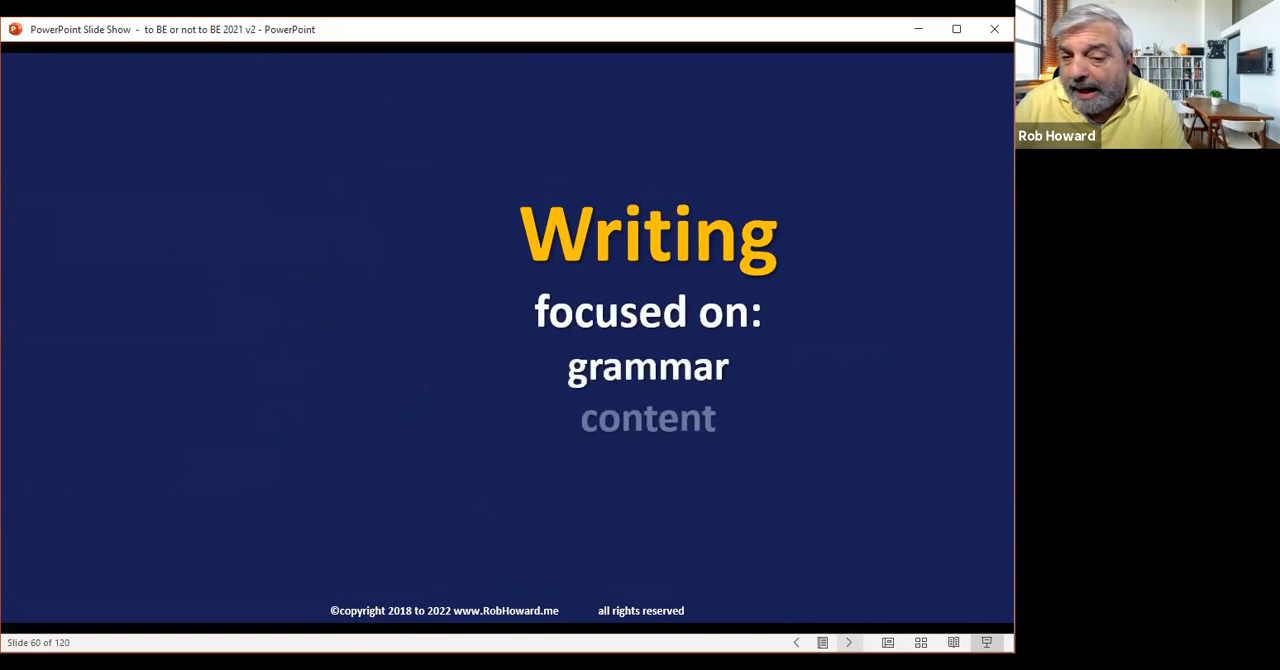 PowerPoint Slide Show - to BE or not to BE 2021 v2 - PowerPoint
Rob Howard
Writing
focused on:
grammar
content
©copyright 2018 to 2022 www.RobHoward.me all rights reserved
Slide 60 of 120